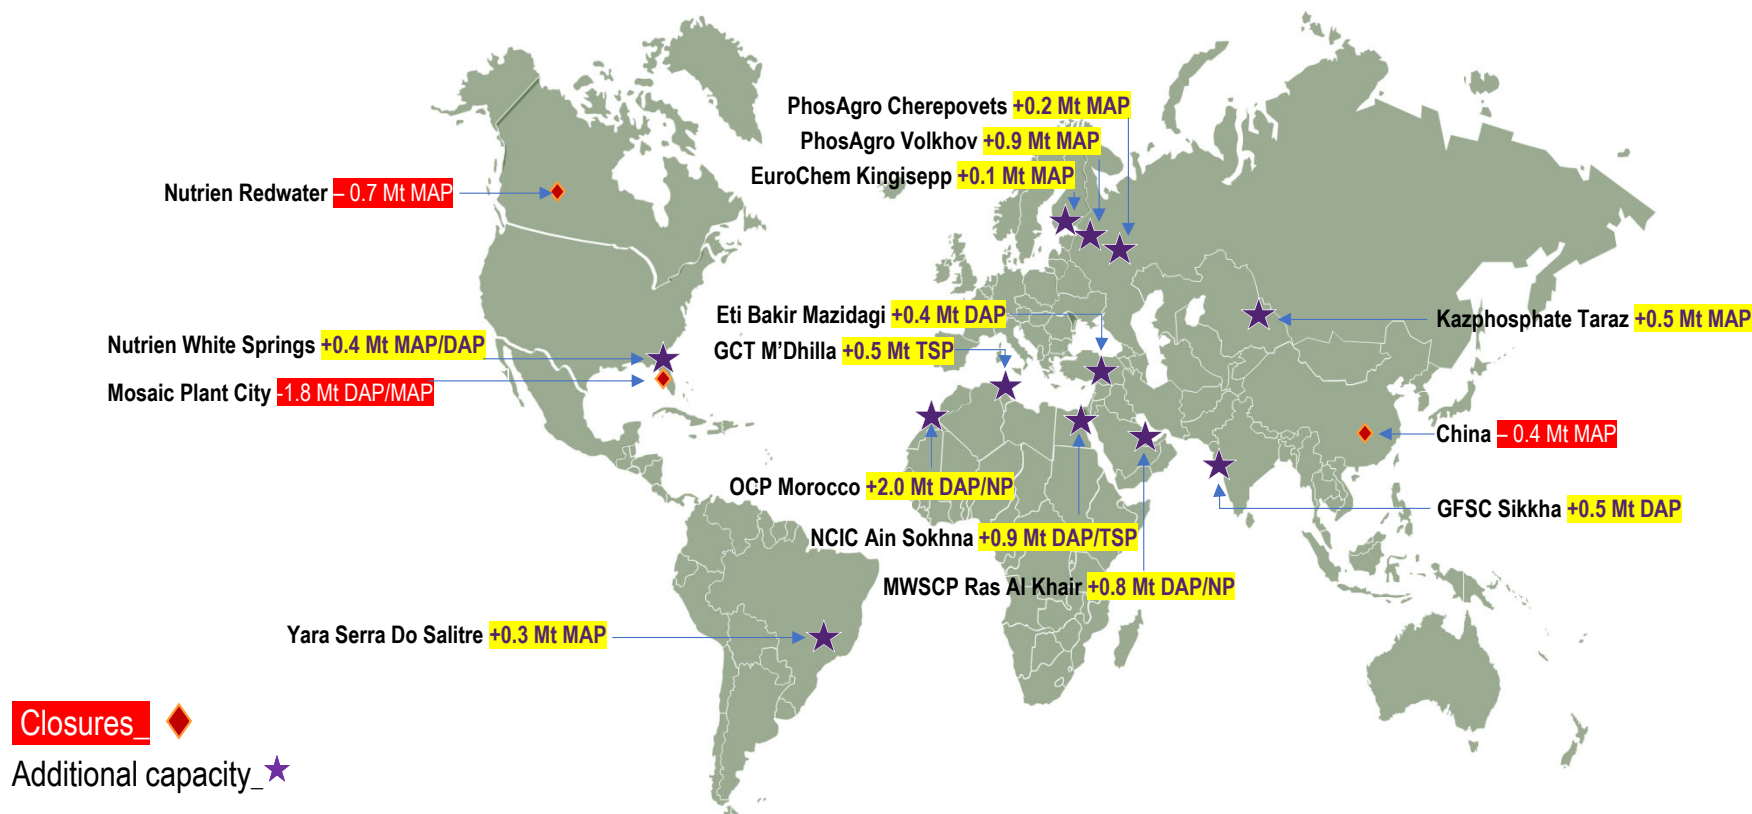 PhosAgro Cherepovets +0.2 Mt MAP
PhosAgro Volkhov +0.9 Mt MAP
EuroChem Kingisepp +0.1 Mt MAP
Nutrien Redwater – 0.7 Mt MAP
Eti Bakir Mazidagi +0.4 Mt DAP
Kazphosphate Taraz +0.5 Mt MAP
Nutrien White Springs +0.4 Mt MAP/DAP
GCT M’Dhilla +0.5 Mt TSP
Mosaic Plant City -1.8 Mt DAP/MAP
China – 0.4 Mt MAP
OCP Morocco +2.0 Mt DAP/NP
GFSC Sikkha +0.5 Mt DAP
NCIC Ain Sokhna +0.9 Mt DAP/TSP
MWSCP Ras Al Khair +0.8 Mt DAP/NP
Yara Serra Do Salitre +0.3 Mt MAP
Closures_
Additional capacity_